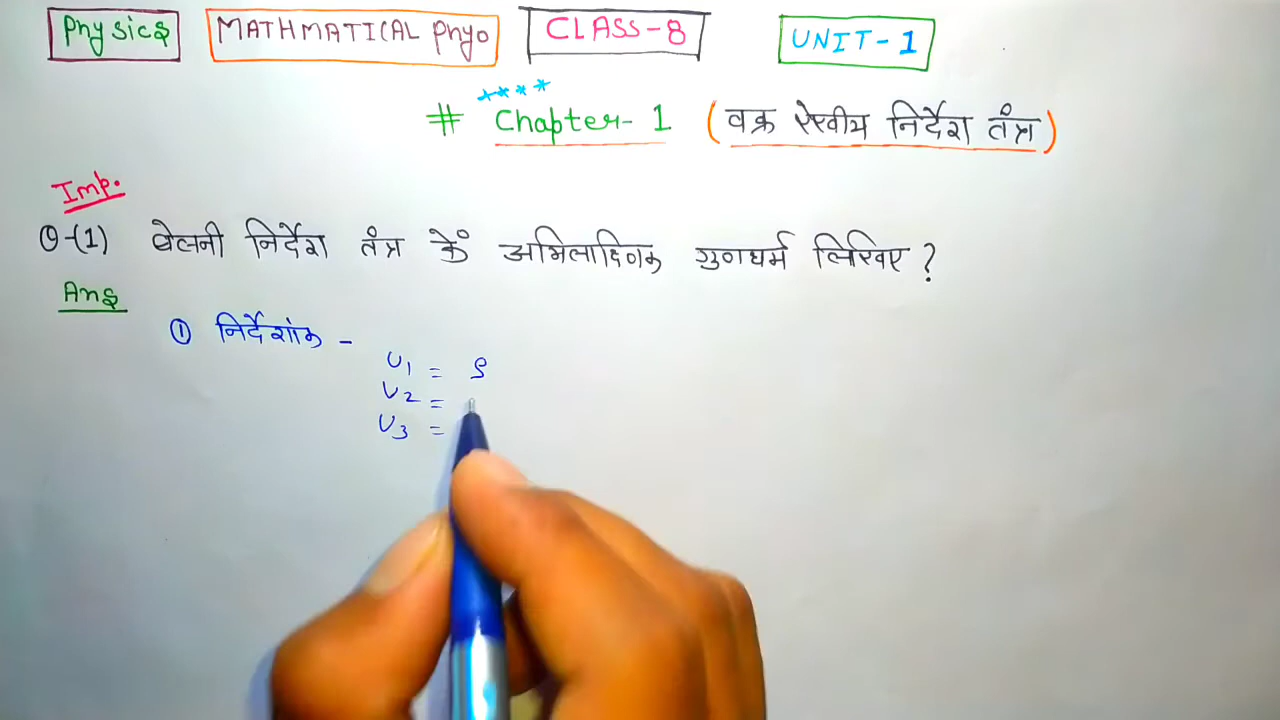 Physics MATHMATICAL Phyo CLASS-8 UNIT-1
****
# Chapter-1 (वक्र रेखीय निर्देश तंत्र)
Imp.
Q-(1) बेलनी निर्देश तंत्र कें अभिलाक्षिणक गुणधर्म लिखिए ?
Ans
① निर्देशांक -
U1 = ρ
U2 =
U3 =